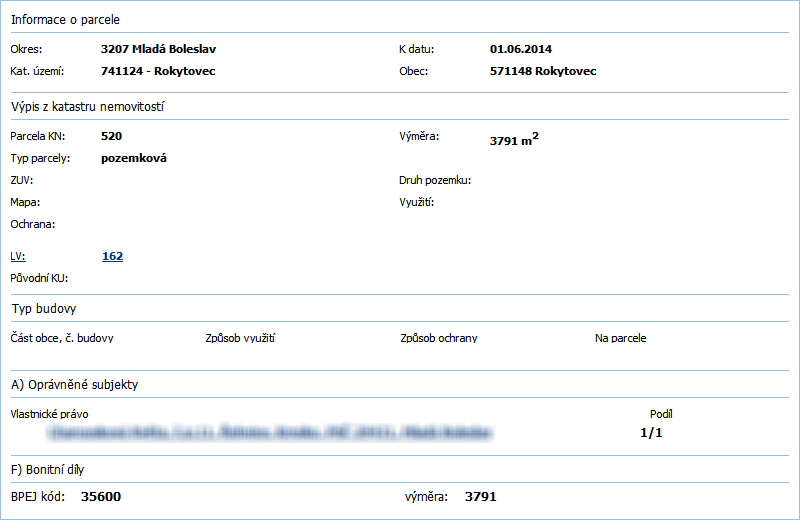 Informace o parcele
Okres: 3207 Mladá Boleslav K datu: 01.06.2014
Kat. území: 741124 - Rokytovec Obec: 571148 Rokytovec
Výpis z katastru nemovitostí
Parcela KN: 520 Výměra: 3791 m²
Typ parcely: pozemková
ZUV: Druh pozemku:
Mapa: Využití:
Ochrana:
LV: 162
Původní KU:
Typ budovy
Část obce, č. budovy Způsob využití Způsob ochrany Na parcele
A) Oprávněné subjekty
Vlastnické právo Podíl
1/1
F) Bonitní díly
BPEJ kód: 35600 výměra: 3791